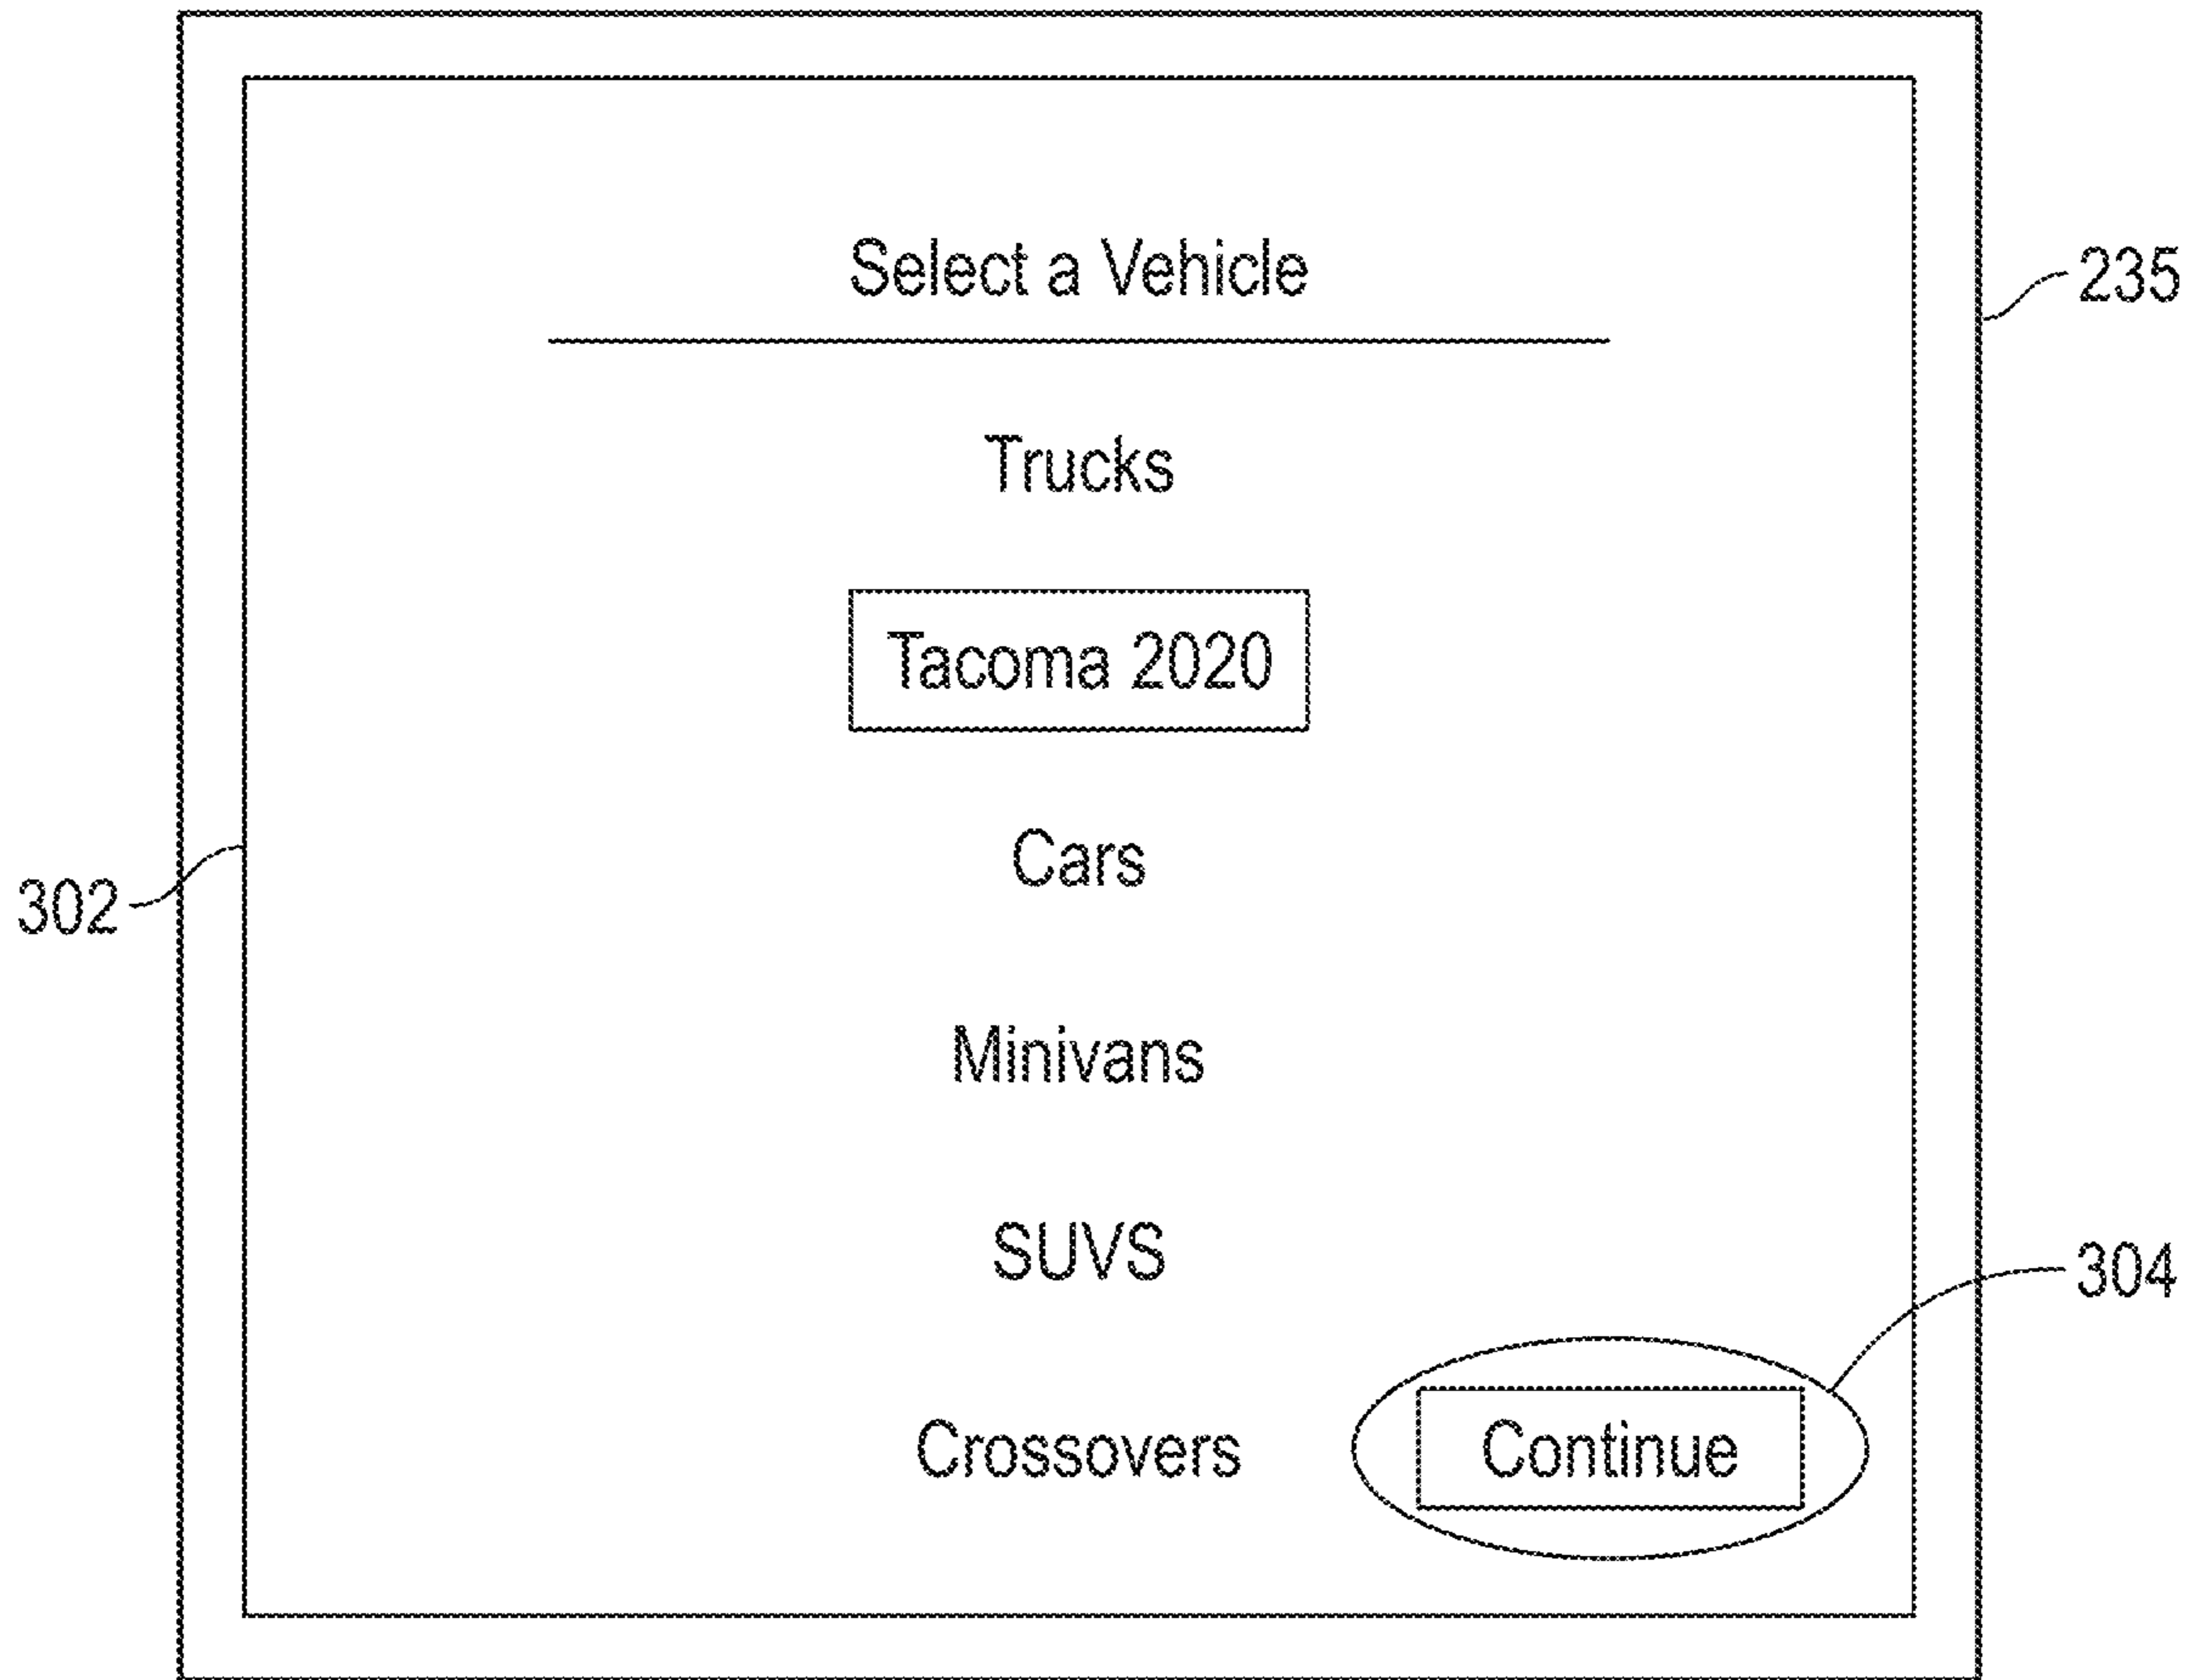 Select a Vehicle
235
Trucks
Tacoma 2020
Cars
302
Minivans
SUVS
304
Crossovers
Continue